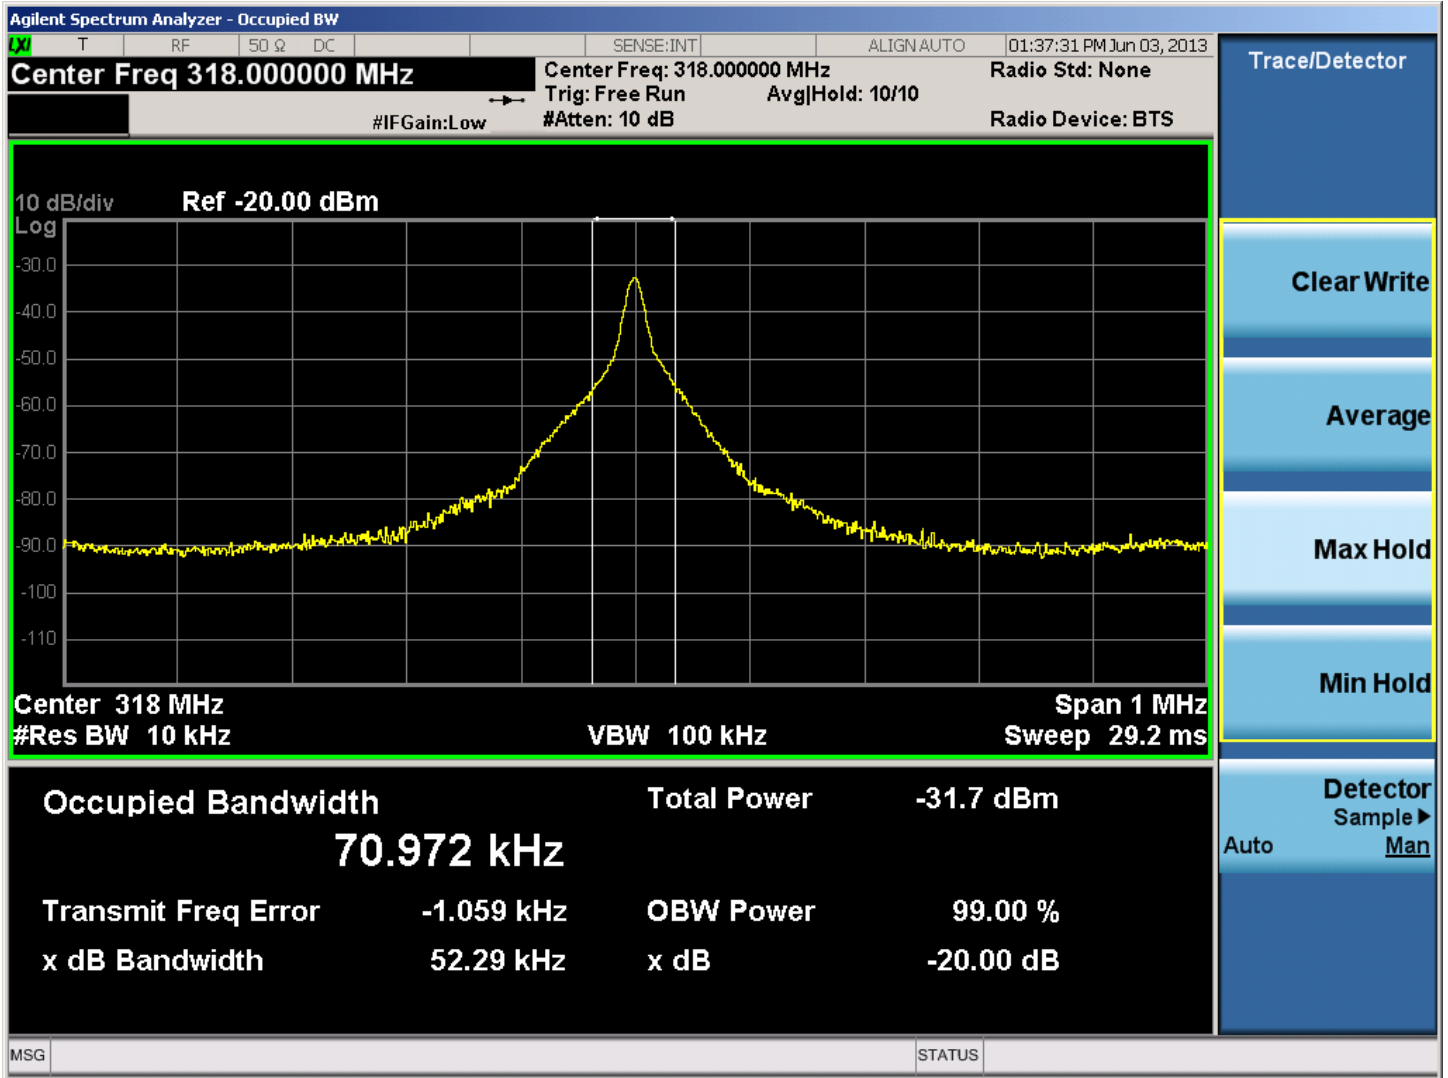 Agilent Spectrum Analyzer - Occupied BW
LXI T RF 50 Ω DC SENSE:INT ALIGN AUTO 01:37:31 PM Jun 03, 2013
Center Freq 318.000000 MHz
Center Freq: 318.000000 MHz
Radio Std: None
Trig: Free Run
Avg|Hold: 10/10
#IFGain:Low
#Atten: 10 dB
Radio Device: BTS
10 dB/div
Ref -20.00 dBm
Log
-30.0
-40.0
-50.0
-60.0
-70.0
-80.0
-90.0
-100
-110
Center 318 MHz
Span 1 MHz
#Res BW 10 kHz
VBW 100 kHz
Sweep 29.2 ms
Occupied Bandwidth
Total Power -31.7 dBm
70.972 kHz
Transmit Freq Error -1.059 kHz
OBW Power 99.00 %
x dB Bandwidth 52.29 kHz
x dB -20.00 dB
MSG
STATUS
Trace/Detector
Clear Write
Average
Max Hold
Min Hold
Detector
Sample▶
Auto Man